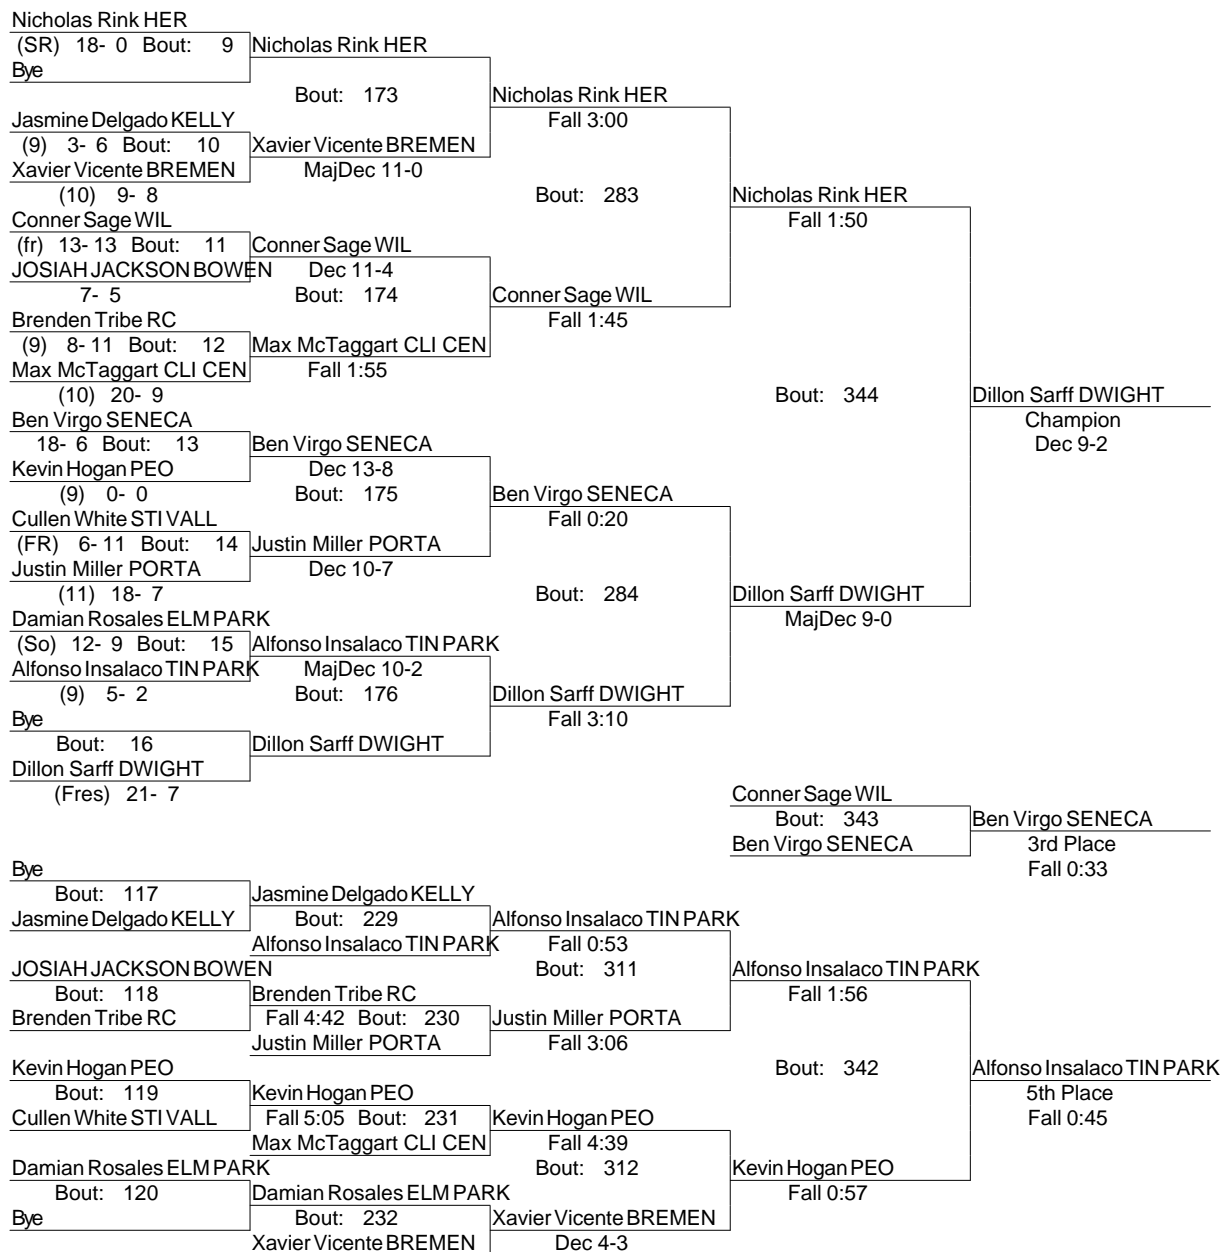 Nicholas Rink HER
(SR) 18- 0 Bout: 9 Nicholas Rink HER
Bye
Bout: 173 Nicholas Rink HER
Jasmine Delgado KELLY Fall 3:00
(9) 3- 6 Bout: 10 Xavier Vicente BREMEN
Xavier Vicente BREMEN MajDec 11-0
(10) 9- 8 Bout: 283 Nicholas Rink HER
Conner Sage WIL Fall 1:50
(fr) 13- 13 Bout: 11 Conner Sage WIL
JOSIAH JACKSON BOWEN Dec 11-4
7- 5 Bout: 174 Conner Sage WIL
Brenden Tribe RC Fall 1:45
(9) 8- 11 Bout: 12 Max McTaggart CLI CEN
Max McTaggart CLI CEN Fall 1:55
(10) 20- 9 Bout: 344 Dillon Sarff DWIGHT
Ben Virgo SENECA Champion
18- 6 Bout: 13 Ben Virgo SENECA Dec 9-2
Kevin Hogan PEO Dec 13-8
(9) 0- 0 Bout: 175 Ben Virgo SENECA
Cullen White STI VALL Fall 0:20
(FR) 6- 11 Bout: 14 Justin Miller PORTA
Justin Miller PORTA Dec 10-7
(11) 18- 7 Bout: 284 Dillon Sarff DWIGHT
Damian Rosales ELM PARK MajDec 9-0
(So) 12- 9 Bout: 15 Alfonso Insalaco TIN PARK
Alfonso Insalaco TIN PARK MajDec 10-2
(9) 5- 2 Bout: 176 Dillon Sarff DWIGHT
Bye Fall 3:10
Bout: 16 Dillon Sarff DWIGHT
Dillon Sarff DWIGHT
(Fres) 21- 7 Conner Sage WIL
Bout: 343 Ben Virgo SENECA
Ben Virgo SENECA 3rd Place
Bye Fall 0:33
Bout: 117 Jasmine Delgado KELLY
Jasmine Delgado KELLY Bout: 229 Alfonso Insalaco TIN PARK
Alfonso Insalaco TIN PARK Fall 0:53
JOSIAH JACKSON BOWEN Bout: 311 Alfonso Insalaco TIN PARK
Bout: 118 Brenden Tribe RC Fall 1:56
Brenden Tribe RC Fall 4:42 Bout: 230 Justin Miller PORTA
Justin Miller PORTA Fall 3:06
Kevin Hogan PEO Bout: 342 Alfonso Insalaco TIN PARK
Bout: 119 Kevin Hogan PEO 5th Place
Cullen White STI VALL Fall 5:05 Bout: 231 Kevin Hogan PEO Fall 0:45
Max McTaggart CLI CEN Fall 4:39
Damian Rosales ELM PARK Bout: 312 Kevin Hogan PEO
Bout: 120 Damian Rosales ELM PARK Fall 0:57
Bye Bout: 232 Xavier Vicente BREMEN
Xavier Vicente BREMEN Dec 4-3